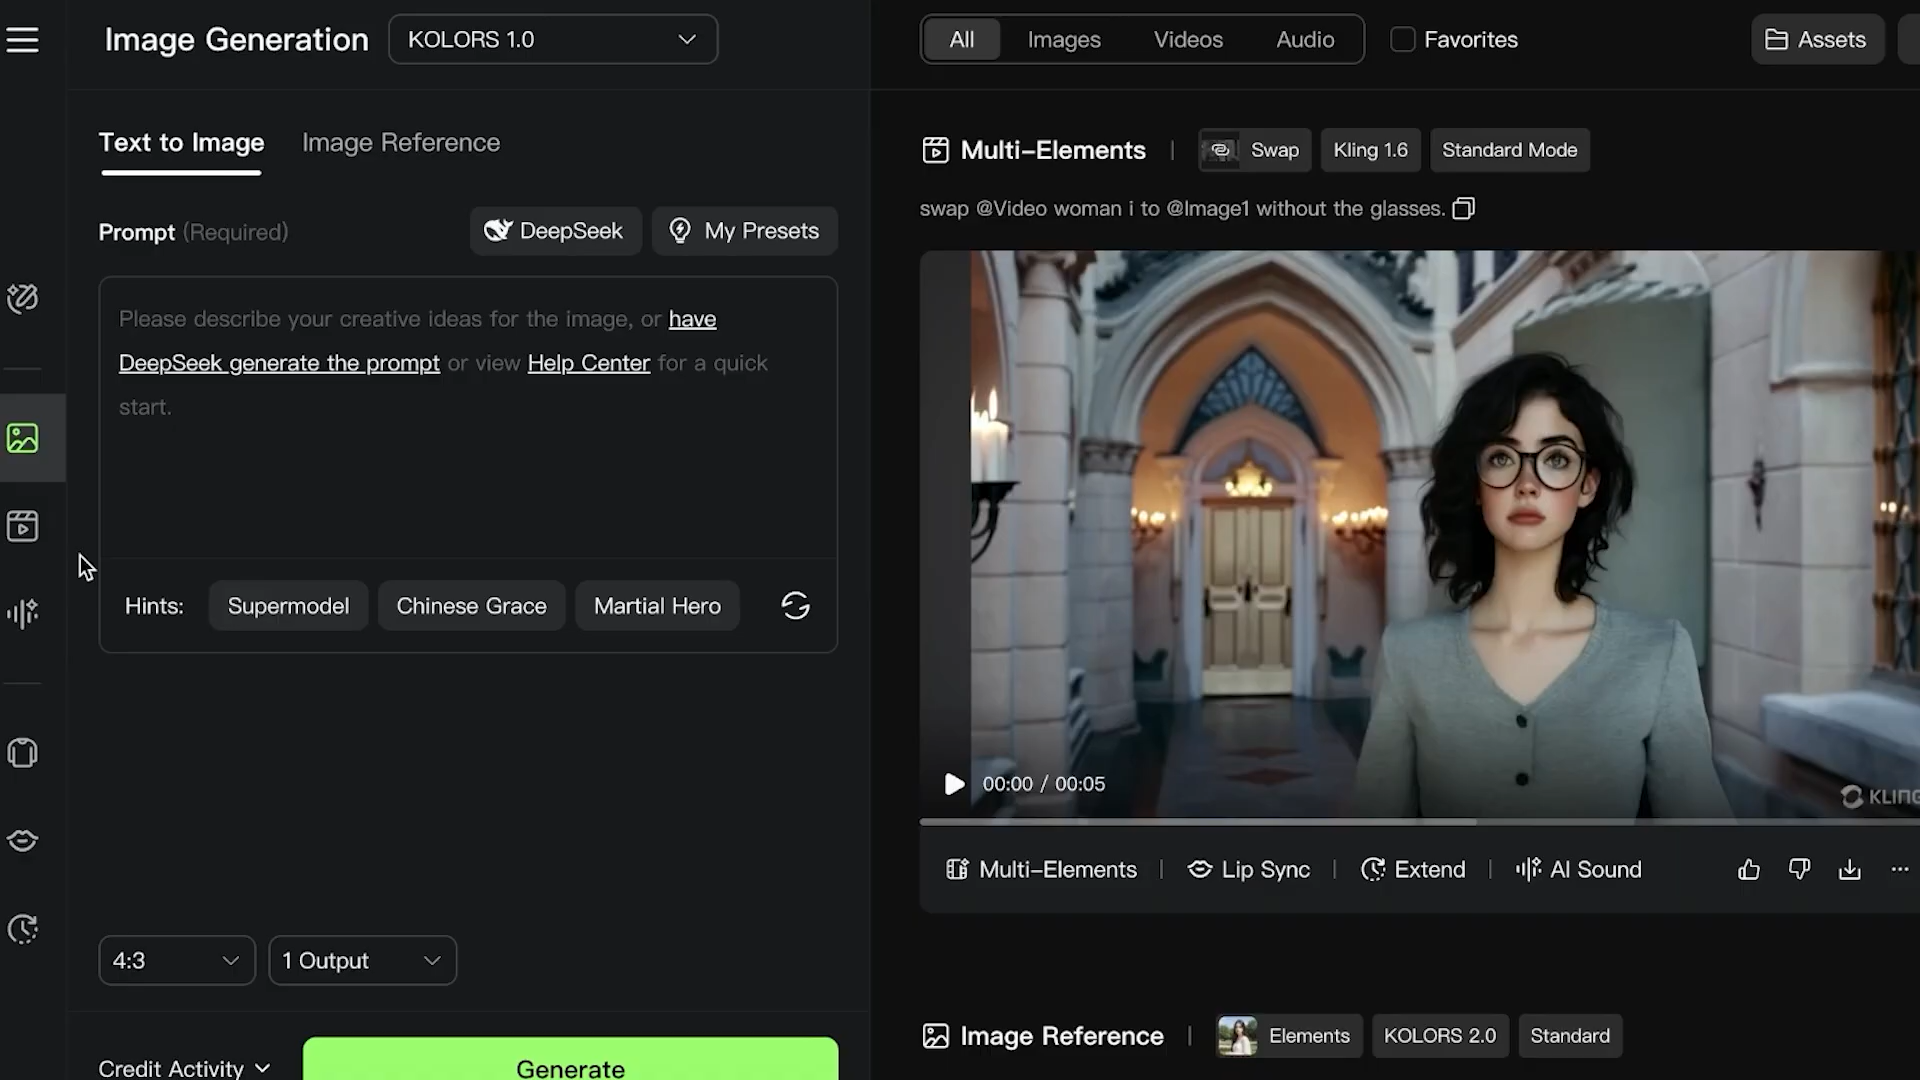 Image Generation
KOLORS 1.0
Text to Image
Image Reference
Prompt (Required)
DeepSeek
My Presets
Please describe your creative ideas for the image, or have
DeepSeek generate the prompt or view Help Center for a quick
start.
Hints:
Supermodel
Chinese Grace
Martial Hero
4:3
1 Output
Credit Activity
Generate
All
Images
Videos
Audio
Favorites
Assets
Multi-Elements
Swap
Kling 1.6
Standard Mode
swap @Video woman i to @Image1 without the glasses.
00:00 / 00:05
Multi-Elements
Lip Sync
Extend
AI Sound
Image Reference
Elements
KOLORS 2.0
Standard